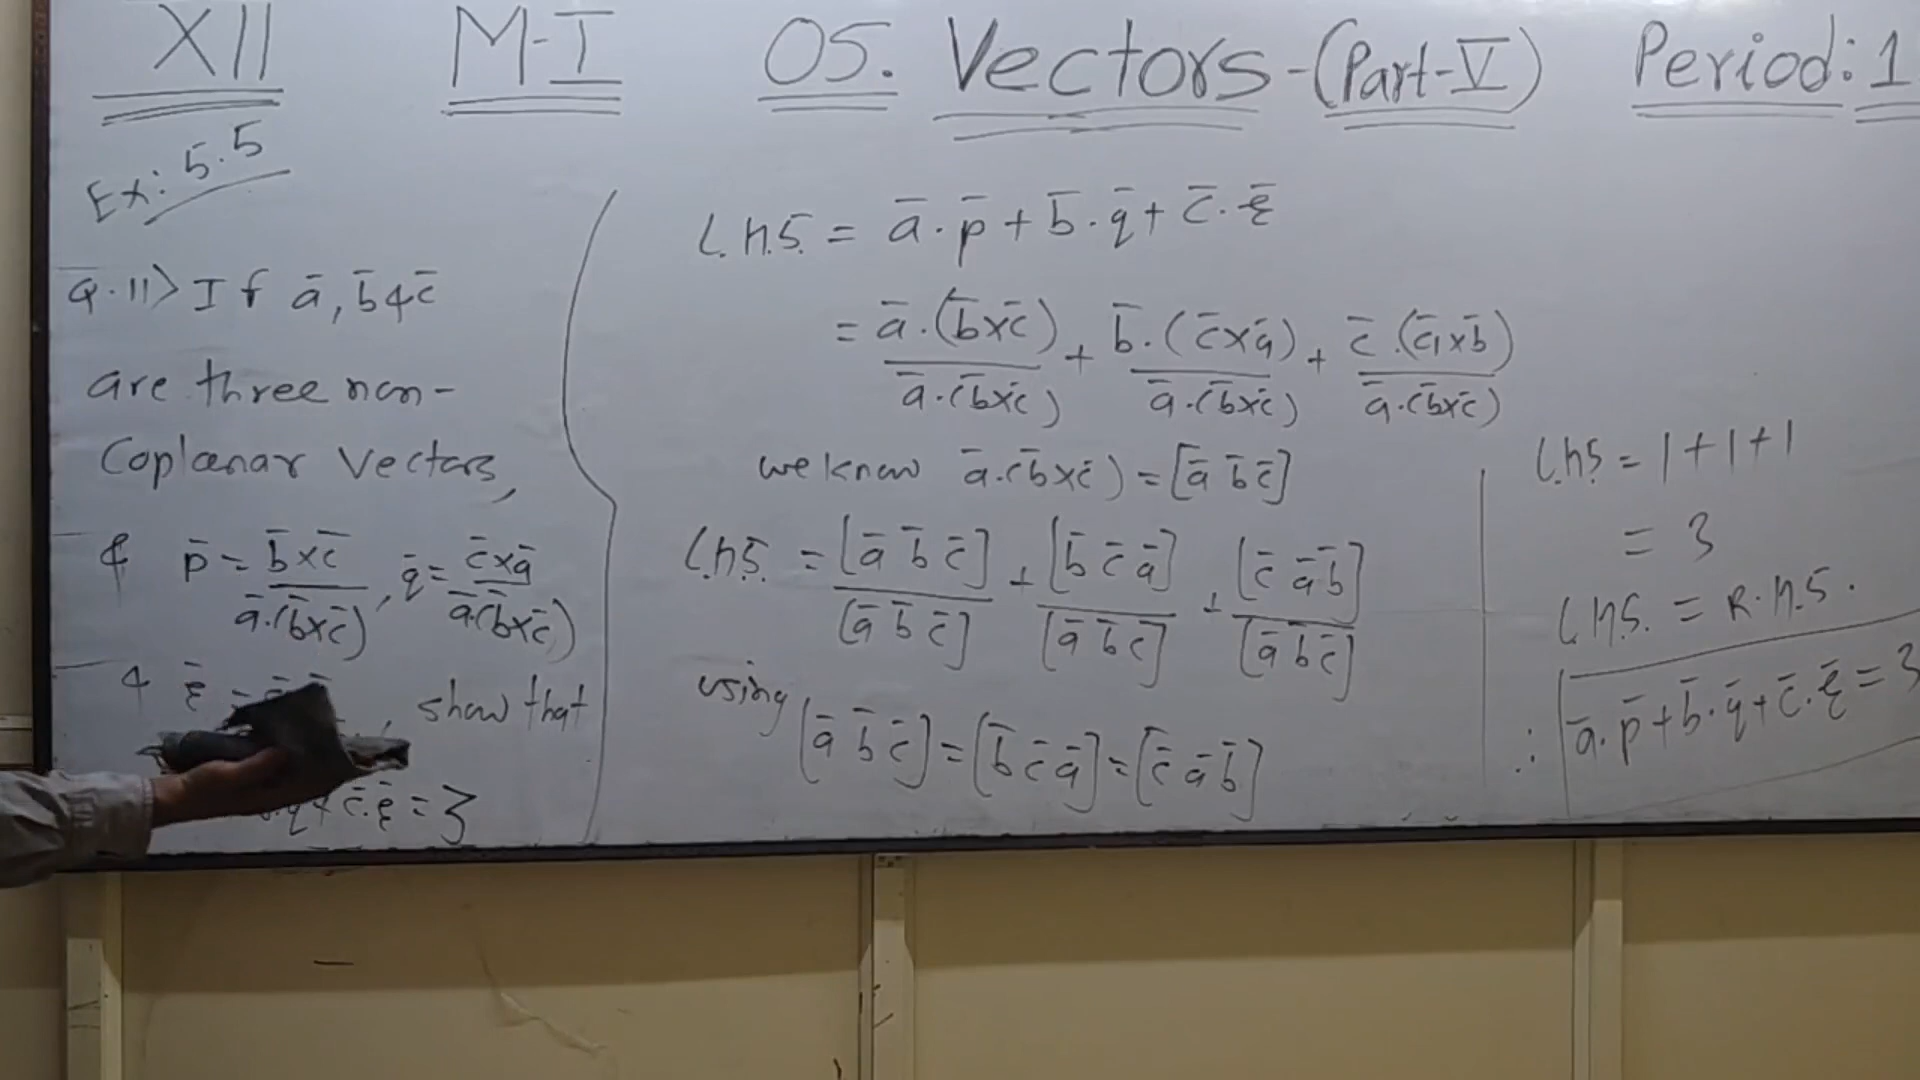 XII M-I 05. Vectors-(Part-V) Period: 1
Ex: 5.5
Q.11> If a̅, b̅ & c̅
are three non-
Coplanar Vectors,
& p̅ = b̅×c̅ / a̅.(b̅×c̅), q̅ = c̅×a̅ / a̅.(b̅×c̅)
& r̅ = , show that
q̅ + c̅.r̅ = 3
L.H.S. = a̅.p̅ + b̅.q̅ + c̅.r̅
= a̅.(b̅×c̅) / a̅.(b̅×c̅) + b̅.(c̅×a̅) / a̅.(b̅×c̅) + c̅.(a̅×b̅) / a̅.(b̅×c̅)
we know a̅.(b̅×c̅) = [a̅ b̅ c̅]
L.H.S. = [a̅ b̅ c̅] / [a̅ b̅ c̅] + [b̅ c̅ a̅] / [a̅ b̅ c̅] + [c̅ a̅ b̅] / [a̅ b̅ c̅]
using
[a̅ b̅ c̅] = [b̅ c̅ a̅] = [c̅ a̅ b̅]
L.HS = 1+1+1
= 3
L.H.S. = R.H.S.
∴ a̅.p̅ + b̅.q̅ + c̅.r̅ = 3